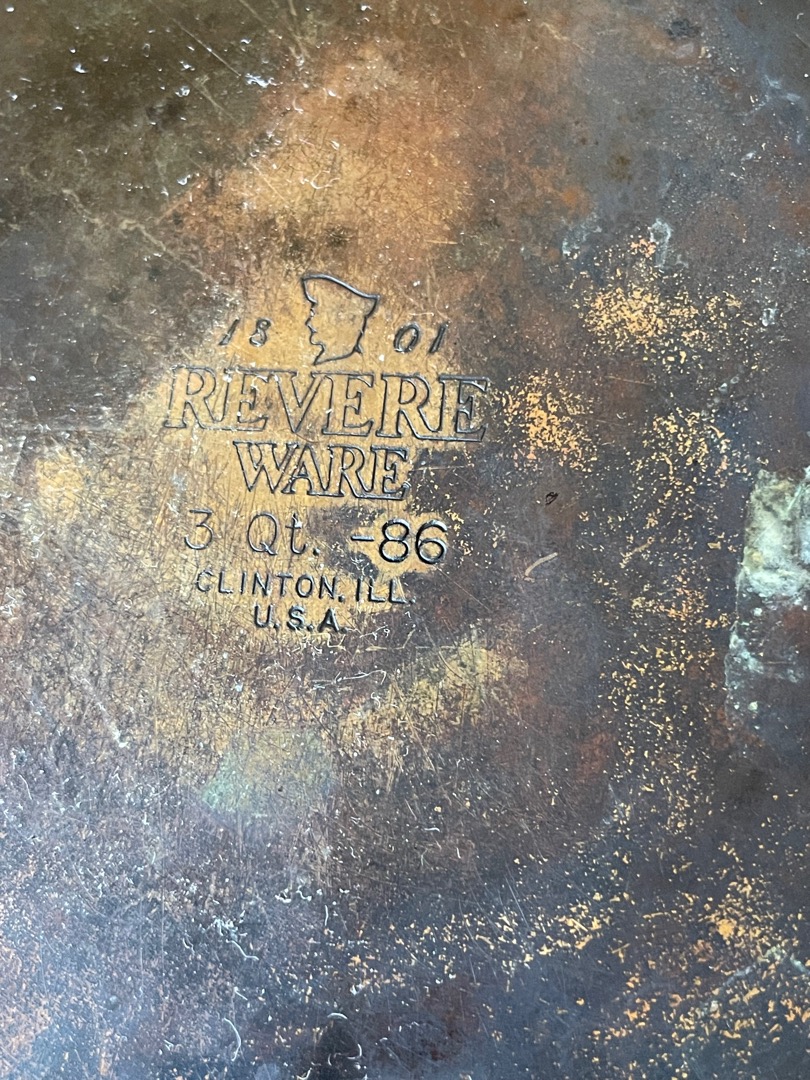 18 01
REVERE
WARE
3 Qt. -86
CLINTON, ILL.
U.S.A.